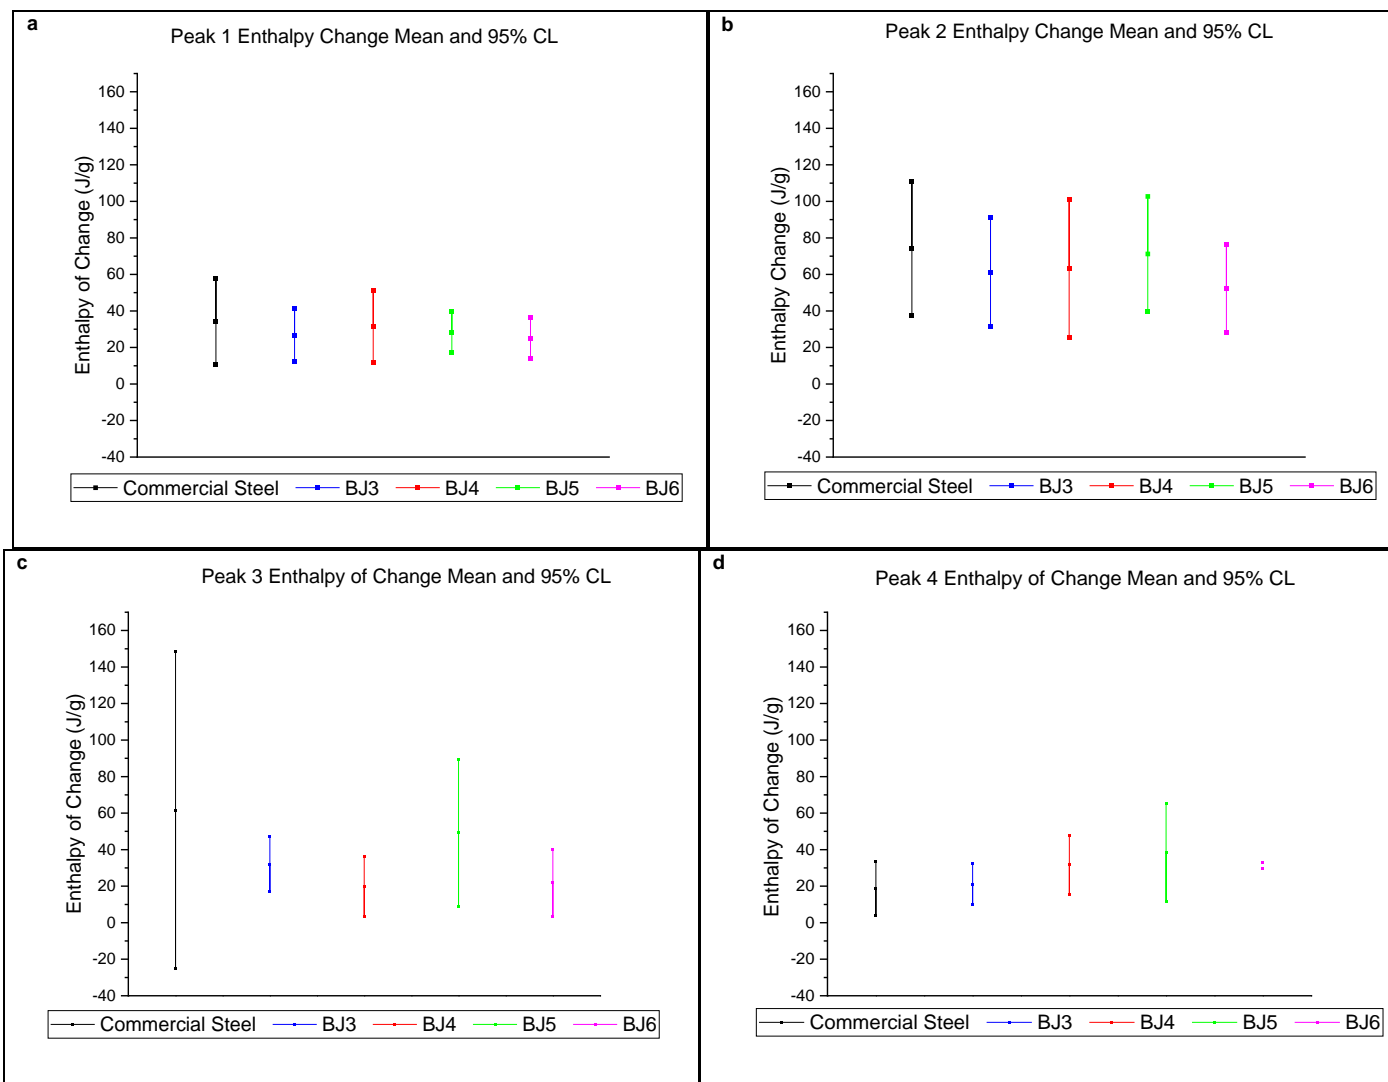 a
Peak 1 Enthalpy Change Mean and 95% CL
160
140
120
100
80
60
40
20
0
-20
-40
Enthalpy of Change (J/g)
Commercial Steel BJ3 BJ4 BJ5 BJ6
b
Peak 2 Enthalpy Change Mean and 95% CL
160
140
120
100
80
60
40
20
0
-20
-40
Enthalpy Change (J/g)
Commercial Steel BJ3 BJ4 BJ5 BJ6
c
Peak 3 Enthalpy of Change Mean and 95% CL
160
140
120
100
80
60
40
20
0
-20
-40
Enthalpy of Change (J/g)
Commercial Steel BJ3 BJ4 BJ5 BJ6
d
Peak 4 Enthalpy of Change Mean and 95% CL
160
140
120
100
80
60
40
20
0
-20
-40
Enthalpy of Change (J/g)
Commercial Steel BJ3 BJ4 BJ5 BJ6